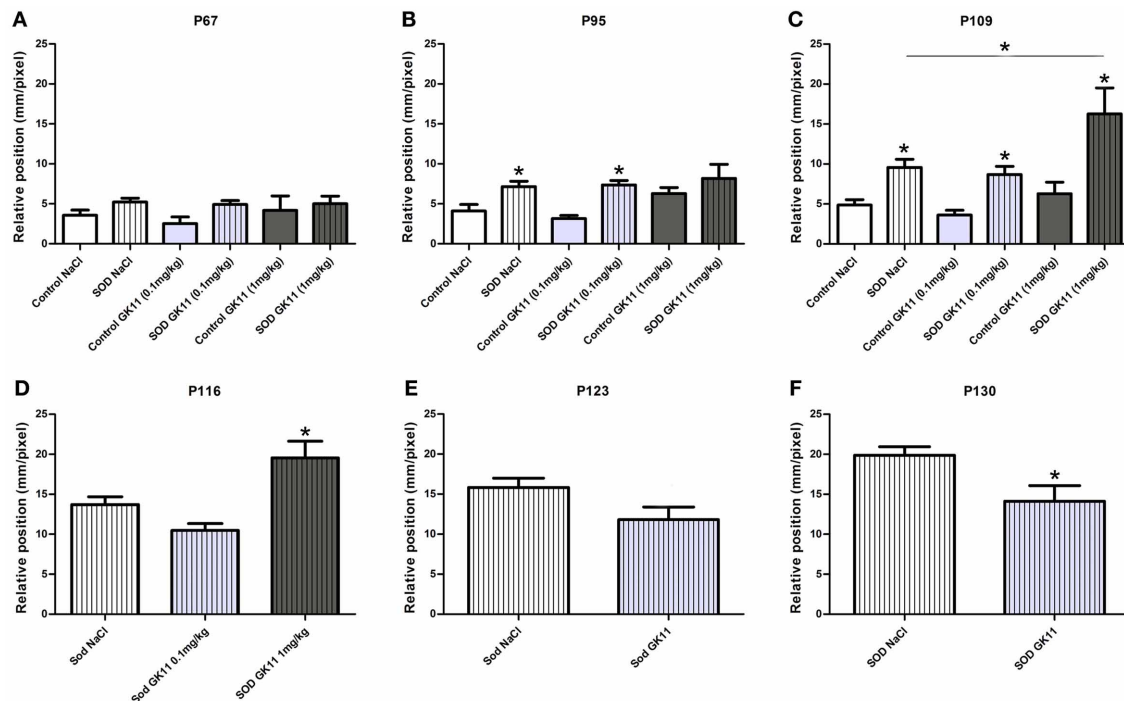 A
P67
Relative position (mm/pixel)
25
20
15
10
5
0
Control NaCl
SOD NaCl
Control GK11 (0.1mg/kg)
SOD GK11 (0.1mg/kg)
Control GK11 (1mg/kg)
SOD GK11 (1mg/kg)
B
P95
Relative position (mm/pixel)
25
20
15
10
5
0
*
*
Control NaCl
SOD NaCl
Control GK11 (0.1mg/kg)
SOD GK11 (0.1mg/kg)
Control GK11 (1mg/kg)
SOD GK11 (1mg/kg)
C
P109
Relative position (mm/pixel)
25
20
15
10
5
0
*
*
*
*
Control NaCl
SOD NaCl
Control GK11 (0.1mg/kg)
SOD GK11 (0.1mg/kg)
Control GK11 (1mg/kg)
SOD GK11 (1mg/kg)
D
P116
Relative position (mm/pixel)
25
20
15
10
5
0
*
Sod NaCl
Sod GK11 0.1mg/kg
SOD GK11 1mg/kg
E
P123
Relative position (mm/pixel)
25
20
15
10
5
0
Sod NaCl
Sod GK11
F
P130
Relative position (mm/pixel)
25
20
15
10
5
0
*
SOD NaCl
SOD GK11